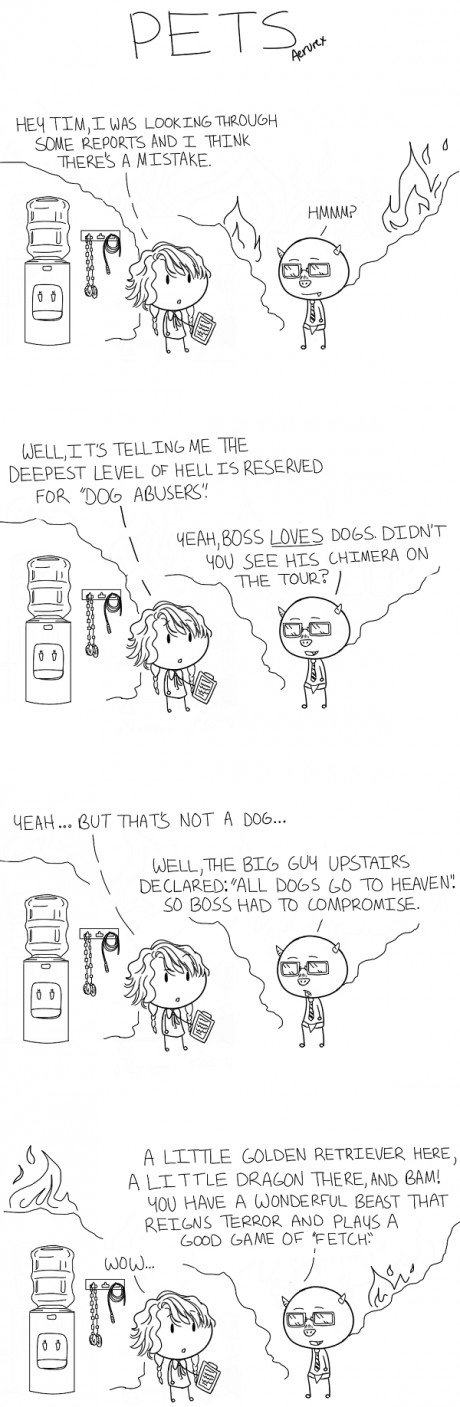 PETS
Aerurex
HEY TIM, I WAS LOOKING THROUGH
SOME REPORTS AND I THINK
THERE'S A MISTAKE.
HMMM?
WELL, IT'S TELLING ME THE
DEEPEST LEVEL OF HELL IS RESERVED
FOR "DOG ABUSERS".
YEAH, BOSS LOVES DOGS. DIDN'T
YOU SEE HIS CHIMERA ON
THE TOUR?
YEAH... BUT THAT'S NOT A DOG...
WELL, THE BIG GUY UPSTAIRS
DECLARED: "ALL DOGS GO TO HEAVEN".
SO BOSS HAD TO COMPROMISE.
A LITTLE GOLDEN RETRIEVER HERE,
A LITTLE DRAGON THERE, AND BAM!
YOU HAVE A WONDERFUL BEAST THAT
REIGNS TERROR AND PLAYS A
GOOD GAME OF "FETCH".
WOW...